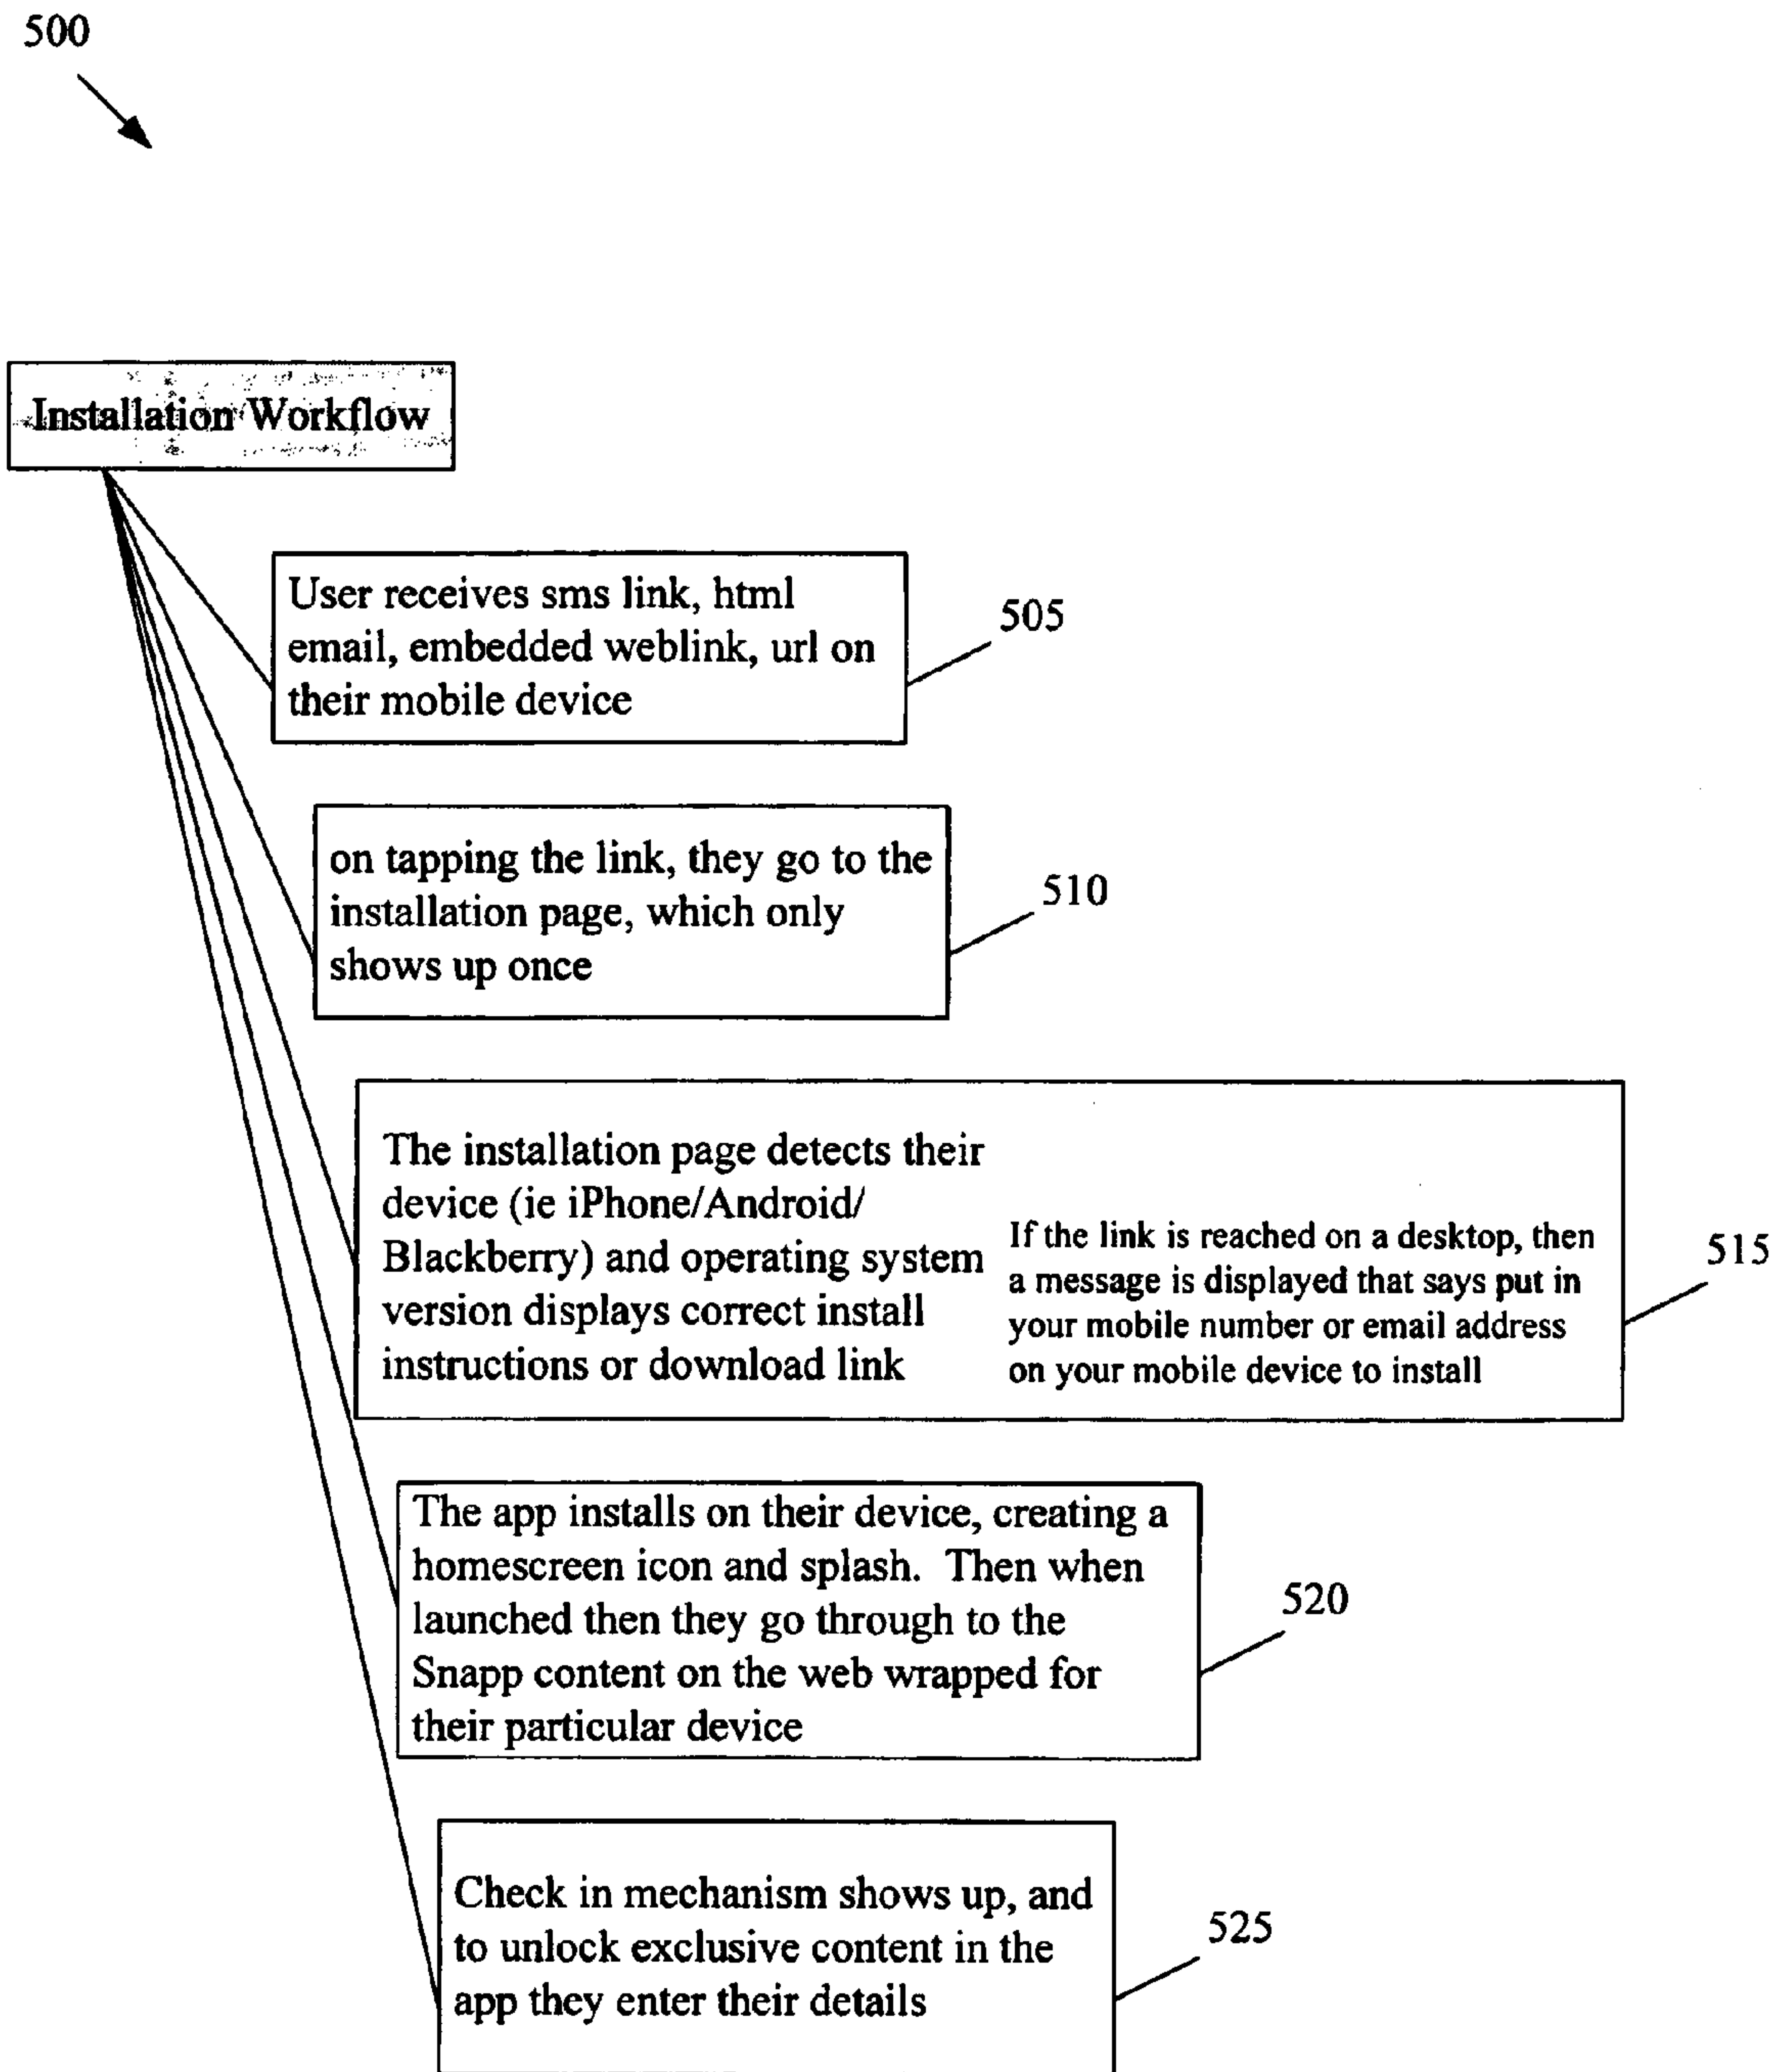 500
Installation Workflow
User receives sms link, html
email, embedded weblink, url on
their mobile device
505
on tapping the link, they go to the
installation page, which only
shows up once
510
The installation page detects their
device (ie iPhone/Android/
Blackberry) and operating system
version displays correct install
instructions or download link
If the link is reached on a desktop, then
a message is displayed that says put in
your mobile number or email address
on your mobile device to install
515
The app installs on their device, creating a
homescreen icon and splash. Then when
launched then they go through to the
Snapp content on the web wrapped for
their particular device
520
Check in mechanism shows up, and
to unlock exclusive content in the
app they enter their details
525